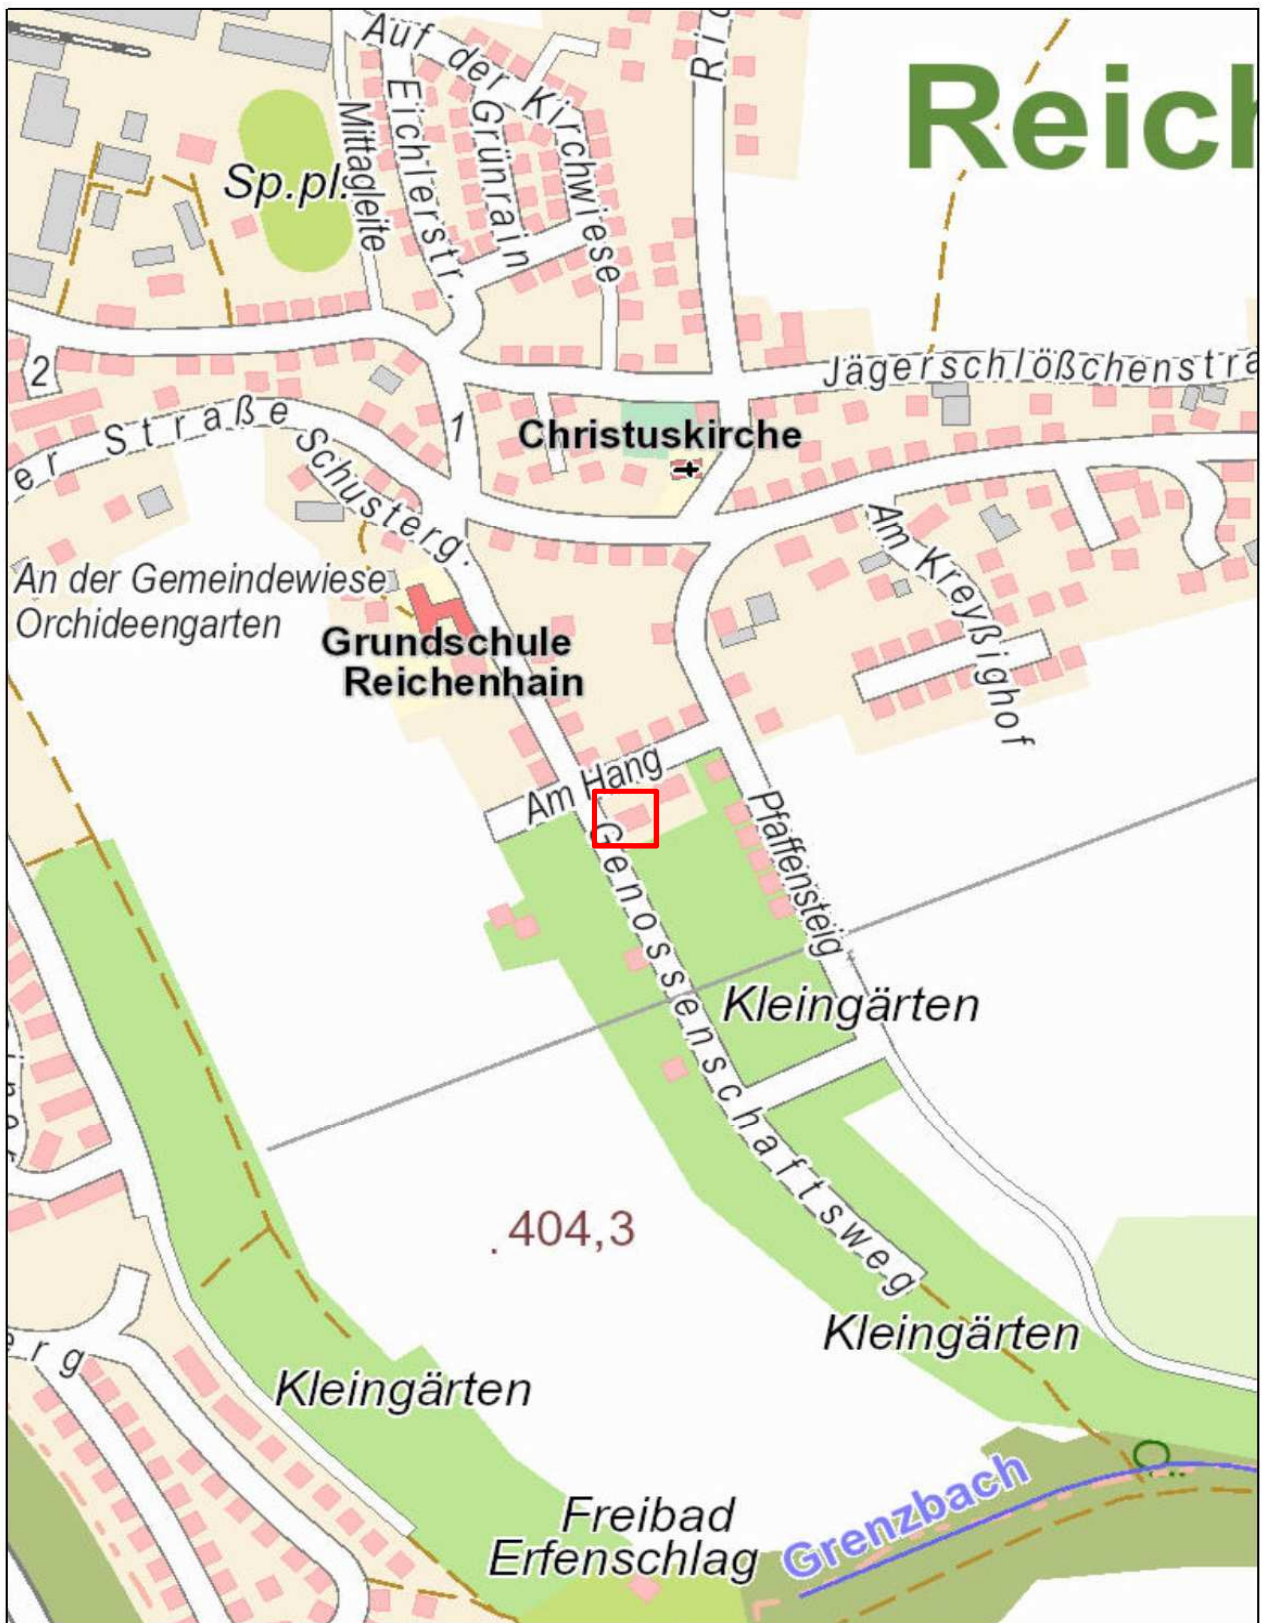 Auf der Kirchwiese
Eichlerstr.
Grünrain
Mittagleite
Sp.pl.
Reich
2
1
Jägerschlößchenstra
er Straße
Schusterg.
Christuskirche
Am Kreyßighof
An der Gemeindewiese
Orchideengarten
Grundschule
Reichenhain
Am Hang
Pfaffensteig
Genossenschaftsweg
Kleingärten
.404,3
Kleingärten
erg
Kleingärten
Freibad
Erfenschlag
Grenzbach